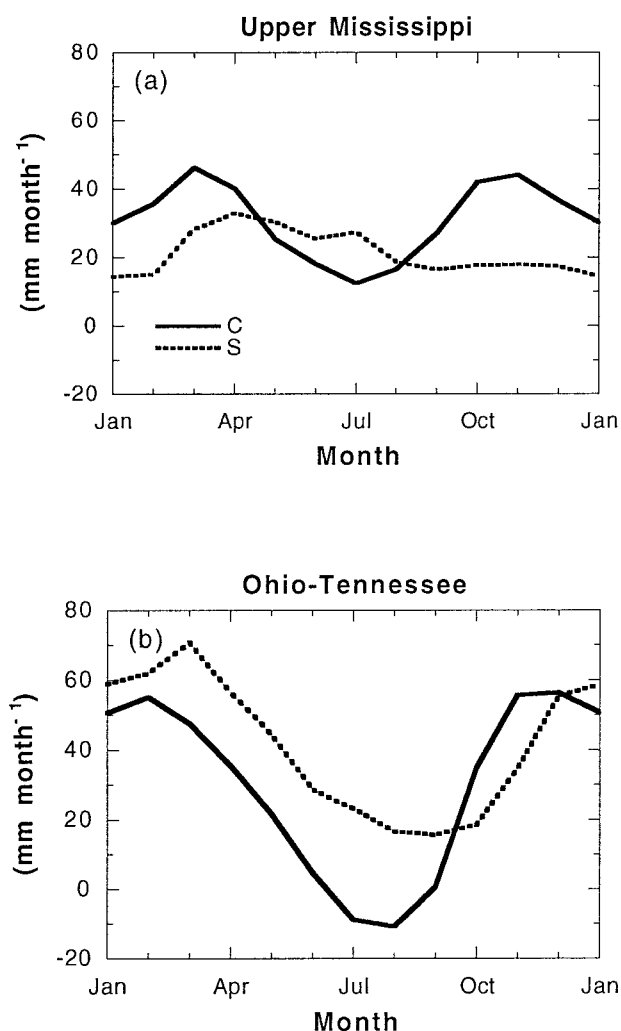 Upper Mississippi
(a)
80
60
40
20
0
-20
(mm month⁻¹)
C
S
Jan Apr Jul Oct Jan
Month
Ohio-Tennessee
(b)
80
60
40
20
0
-20
(mm month⁻¹)
Jan Apr Jul Oct Jan
Month